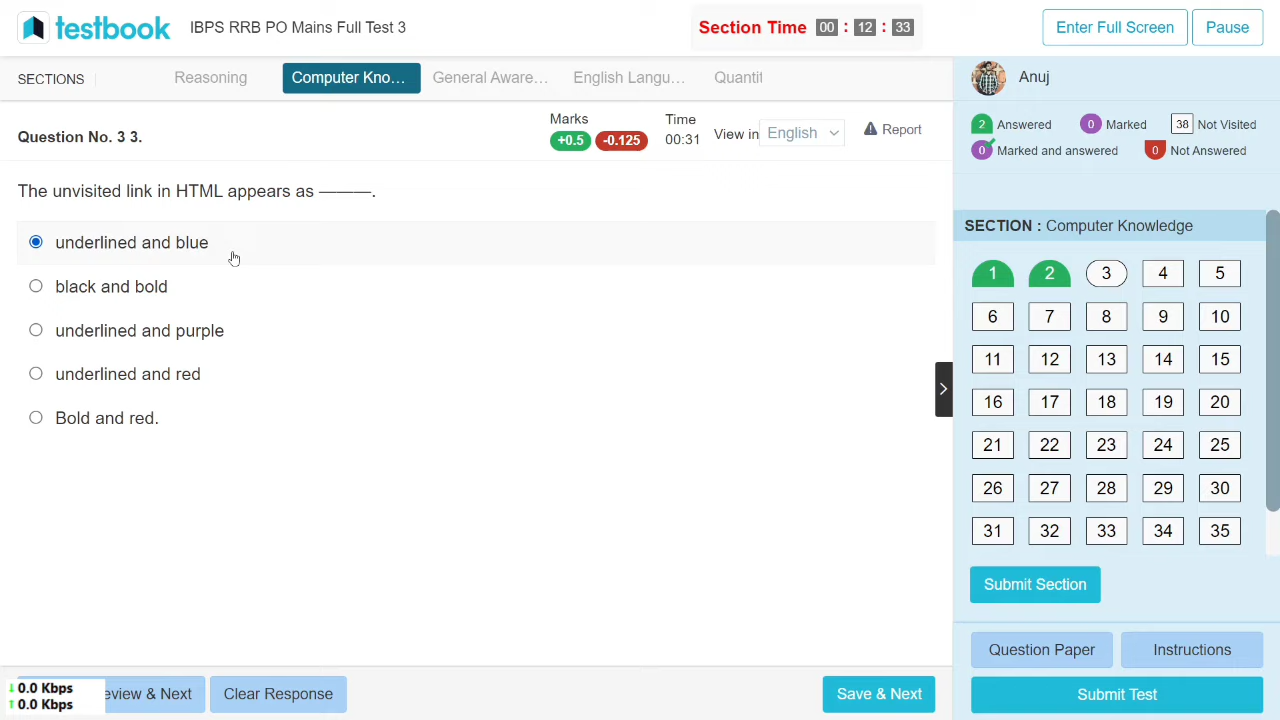 testbook
IBPS RRB PO Mains Full Test 3
Section Time 00 : 12 : 33
Enter Full Screen
Pause
SECTIONS
Reasoning
Computer Kno...
General Aware...
English Langu...
Quantit
Anuj
Question No. 3 3.
Marks
+0.5 -0.125
Time
00:31
View in English
Report
2 Answered
0 Marked
38 Not Visited
0 Marked and answered
0 Not Answered
The unvisited link in HTML appears as ———.
underlined and blue
black and bold
underlined and purple
underlined and red
Bold and red.
SECTION : Computer Knowledge
1 2 3 4 5
6 7 8 9 10
11 12 13 14 15
16 17 18 19 20
21 22 23 24 25
26 27 28 29 30
31 32 33 34 35
Submit Section
Question Paper
Instructions
Submit Test
0.0 Kbps
0.0 Kbps
eview & Next
Clear Response
Save & Next